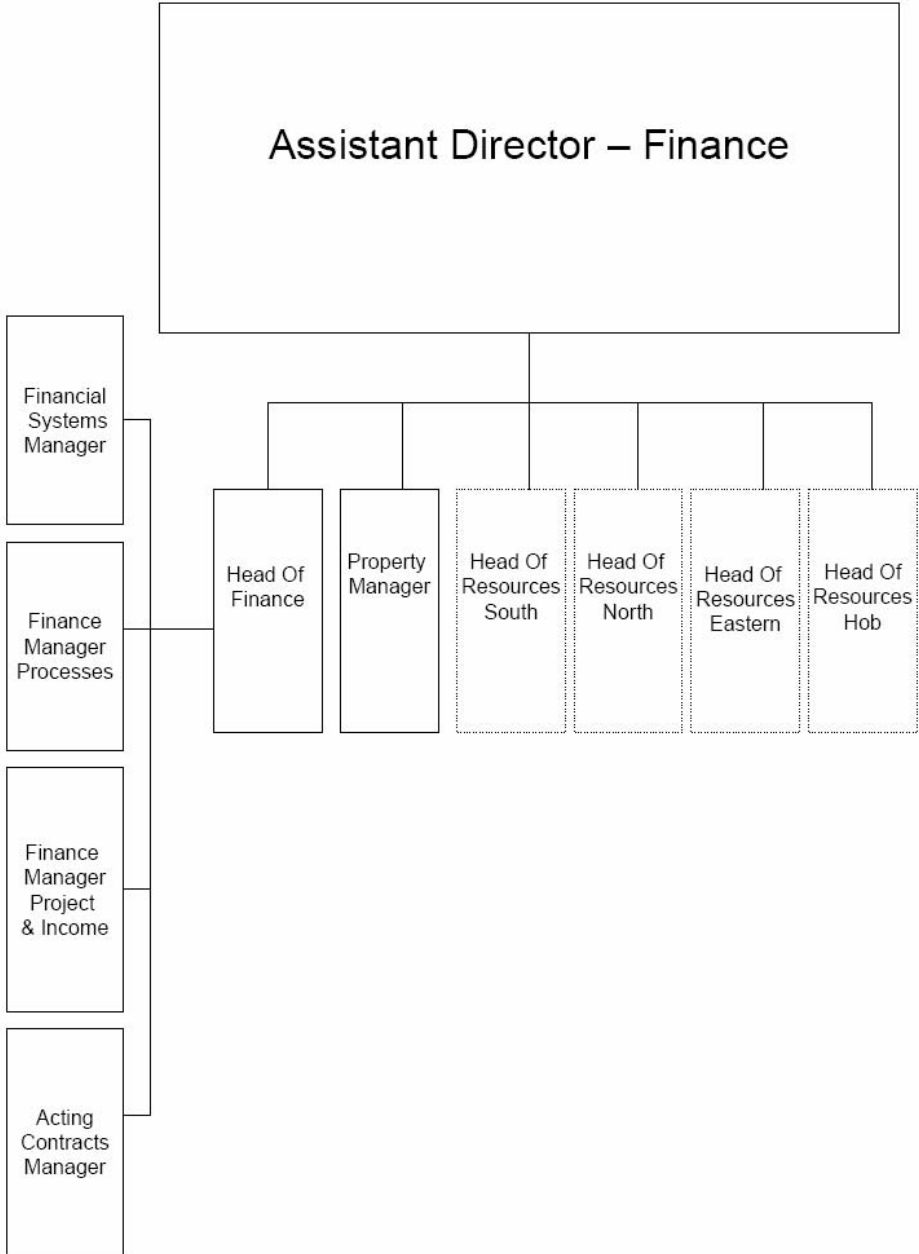 Assistant Director – Finance
Financial
Systems
Manager
Finance
Manager
Processes
Finance
Manager
Project
& Income
Acting
Contracts
Manager
Head Of
Finance
Property
Manager
Head Of
Resources
South
Head Of
Resources
North
Head Of
Resources
Eastern
Head Of
Resources
Hob